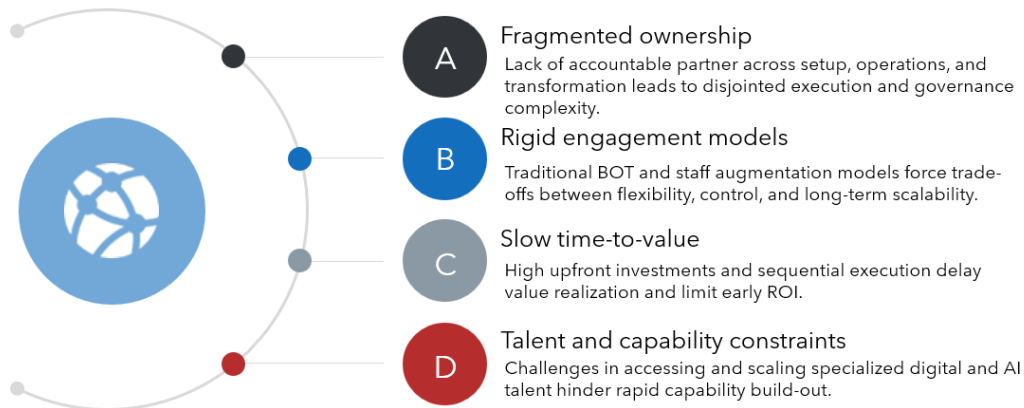 A
Fragmented ownership
Lack of accountable partner across setup, operations, and
transformation leads to disjointed execution and governance
complexity.
B
Rigid engagement models
Traditional BOT and staff augmentation models force trade-
offs between flexibility, control, and long-term scalability.
C
Slow time-to-value
High upfront investments and sequential execution delay
value realization and limit early ROI.
D
Talent and capability constraints
Challenges in accessing and scaling specialized digital and AI
talent hinder rapid capability build-out.